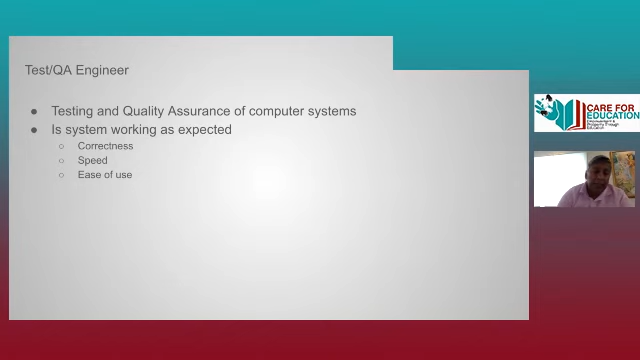 Test/QA Engineer
● Testing and Quality Assurance of computer systems
● Is system working as expected
○ Correctness
○ Speed
○ Ease of use
CARE FOR
EDUCATION
Education